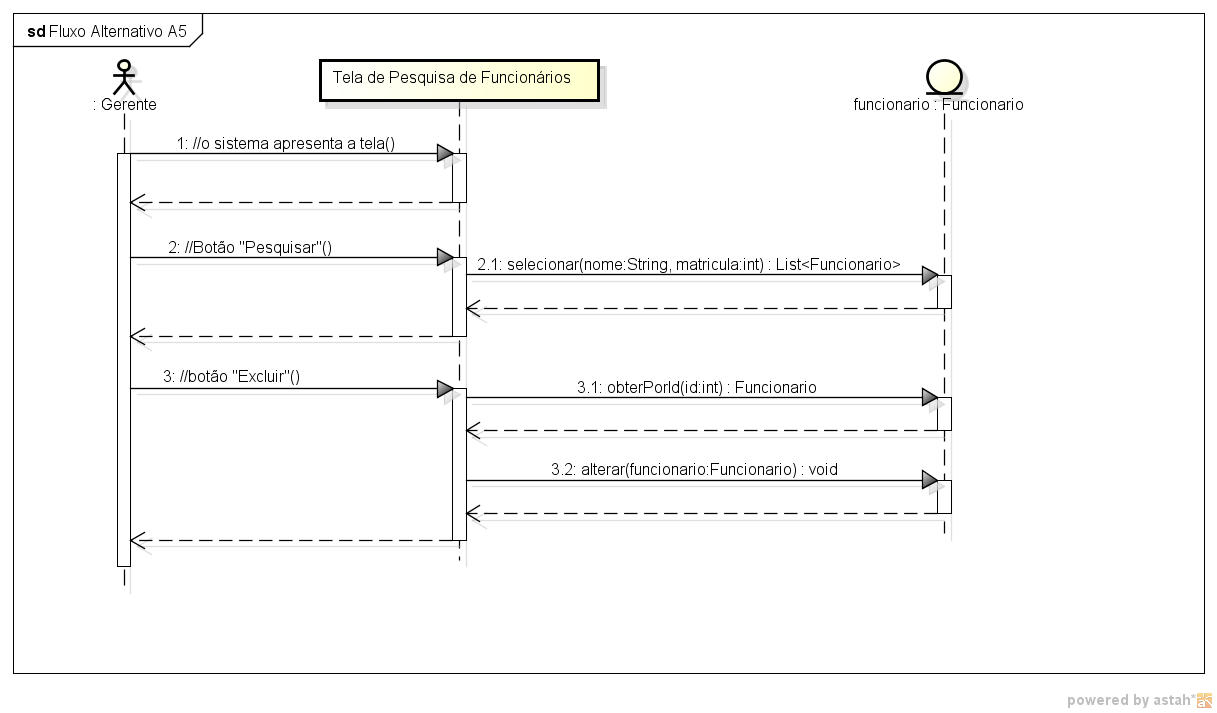 sd Fluxo Alternativo A5
: Gerente
Tela de Pesquisa de Funcionários
funcionario : Funcionario
1: //o sistema apresenta a tela()
2: //Botão "Pesquisar"()
2.1: selecionar(nome:String, matricula:int) : List<Funcionario>
3: //botão "Excluir"()
3.1: obterPorId(id:int) : Funcionario
3.2: alterar(funcionario:Funcionario) : void
powered by astah*